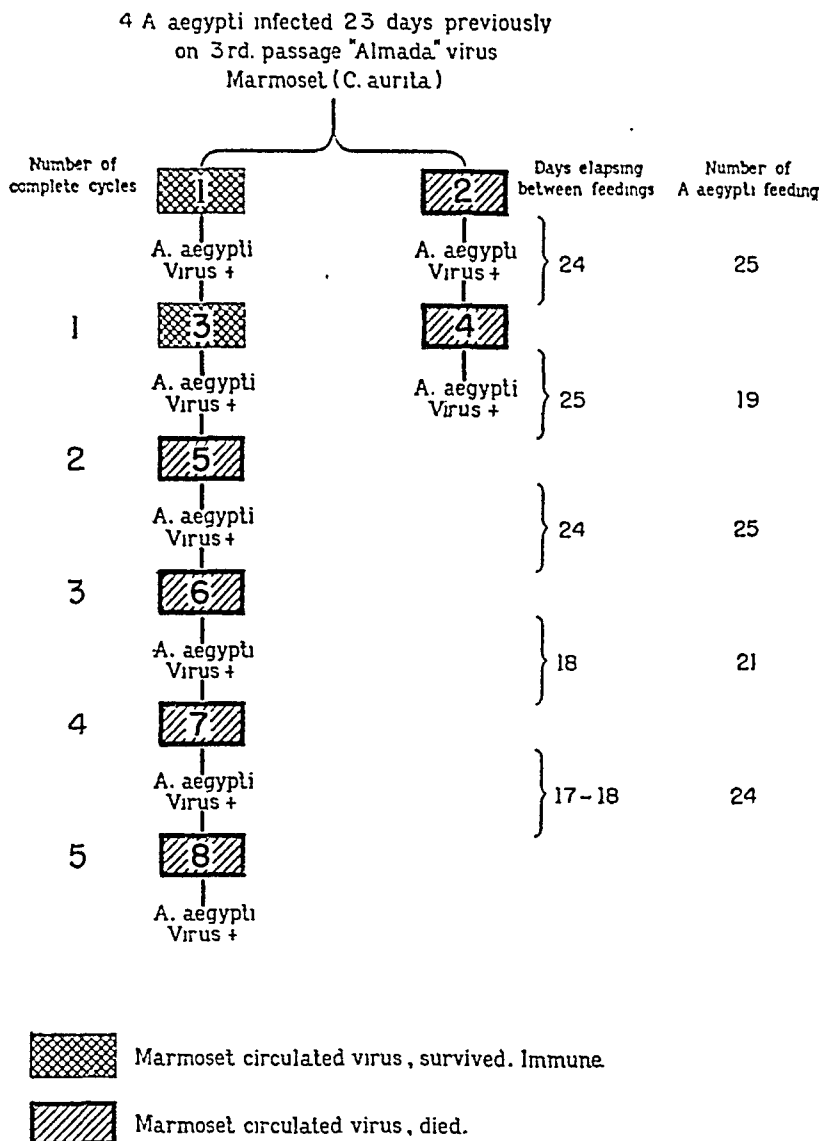 4 A aegypti infected 23 days previously
on 3rd. passage "Almada" virus
Marmoset (C. aurita)
Number of
complete cycles
Days elapsing
between feedings
Number of
A aegypti feeding
1
2
A. aegypti
Virus +
A. aegypti
Virus +
24
25
1
3
4
A. aegypti
Virus +
A. aegypti
Virus +
25
19
2
5
A. aegypti
Virus +
24
25
3
6
A. aegypti
Virus +
18
21
4
7
A. aegypti
Virus +
17-18
24
5
8
A. aegypti
Virus +
Marmoset circulated virus, survived. Immune
Marmoset circulated virus, died.